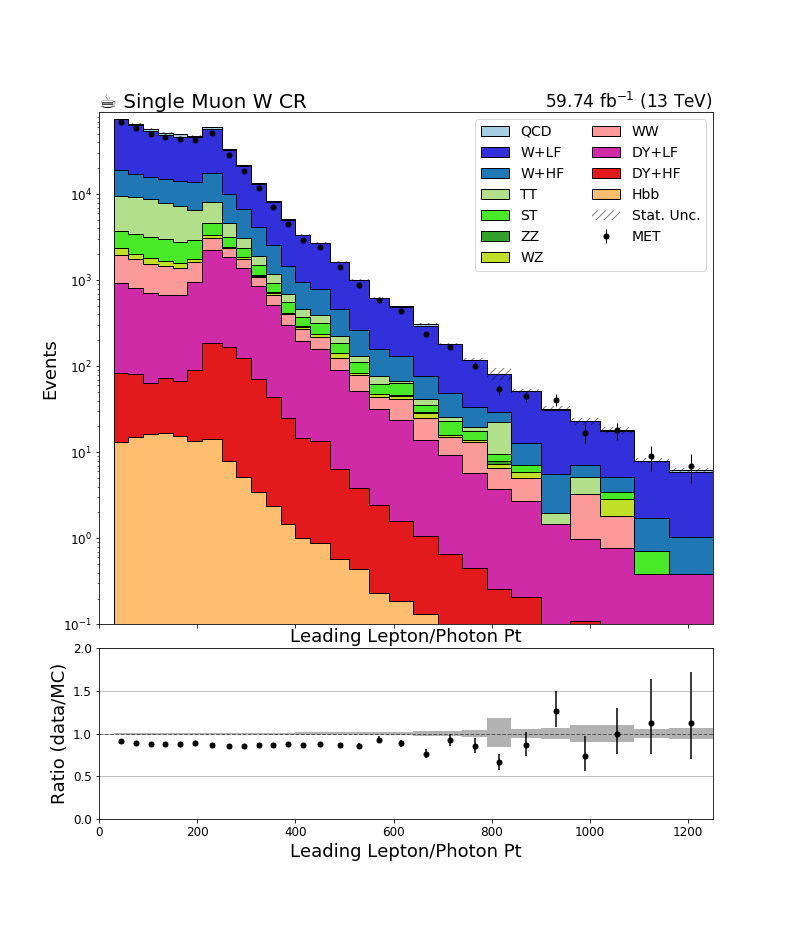 ☕ Single Muon W CR
59.74 fb⁻¹ (13 TeV)
QCD
W+LF
W+HF
TT
ST
ZZ
WZ
WW
DY+LF
DY+HF
Hbb
Stat. Unc.
MET
Events
10⁴
10³
10²
10¹
10⁰
10⁻¹
Leading Lepton/Photon Pt
Ratio (data/MC)
2.0
1.5
1.0
0.5
0.0
0 200 400 600 800 1000 1200
Leading Lepton/Photon Pt